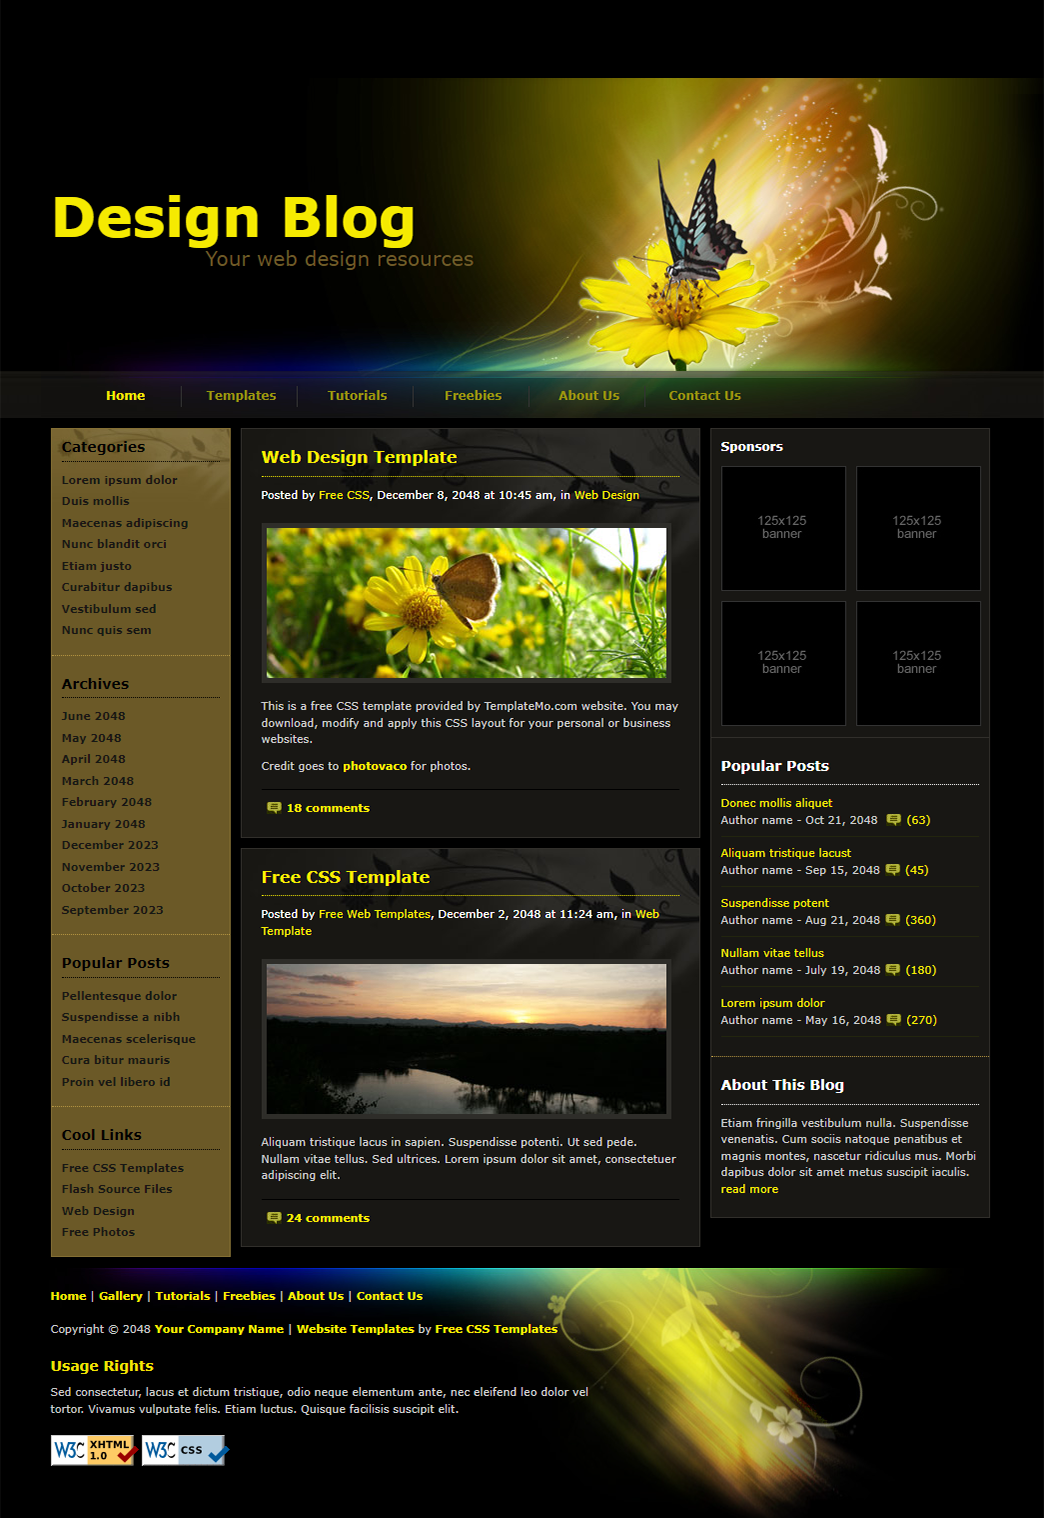 Design Blog
Your web design resources
Home
Templates
Tutorials
Freebies
About Us
Contact Us
Categories
Lorem ipsum dolor
Duis mollis
Maecenas adipiscing
Nunc blandit orci
Etiam justo
Curabitur dapibus
Vestibulum sed
Nunc quis sem
Archives
June 2048
May 2048
April 2048
March 2048
February 2048
January 2048
December 2023
November 2023
October 2023
September 2023
Popular Posts
Pellentesque dolor
Suspendisse a nibh
Maecenas scelerisque
Cura bitur mauris
Proin vel libero id
Cool Links
Free CSS Templates
Flash Source Files
Web Design
Free Photos
Web Design Template
Posted by Free CSS, December 8, 2048 at 10:45 am, in Web Design
This is a free CSS template provided by TemplateMo.com website. You may
download, modify and apply this CSS layout for your personal or business
websites.
Credit goes to photovaco for photos.
18 comments
Free CSS Template
Posted by Free Web Templates, December 2, 2048 at 11:24 am, in Web
Template
Aliquam tristique lacus in sapien. Suspendisse potenti. Ut sed pede.
Nullam vitae tellus. Sed ultrices. Lorem ipsum dolor sit amet, consectetuer
adipiscing elit.
24 comments
Sponsors
125x125
banner
125x125
banner
125x125
banner
125x125
banner
Popular Posts
Donec mollis aliquet
Author name - Oct 21, 2048 (63)
Aliquam tristique lacust
Author name - Sep 15, 2048 (45)
Suspendisse potent
Author name - Aug 21, 2048 (360)
Nullam vitae tellus
Author name - July 19, 2048 (180)
Lorem ipsum dolor
Author name - May 16, 2048 (270)
About This Blog
Etiam fringilla vestibulum nulla. Suspendisse
venenatis. Cum sociis natoque penatibus et
magnis montes, nascetur ridiculus mus. Morbi
dapibus dolor sit amet metus suscipit iaculis.
read more
Home | Gallery | Tutorials | Freebies | About Us | Contact Us
Copyright © 2048 Your Company Name | Website Templates by Free CSS Templates
Usage Rights
Sed consectetur, lacus et dictum tristique, odio neque elementum ante, nec eleifend leo dolor vel
tortor. Vivamus vulputate felis. Etiam luctus. Quisque facilisis suscipit elit.
W3C XHTML 1.0
W3C CSS